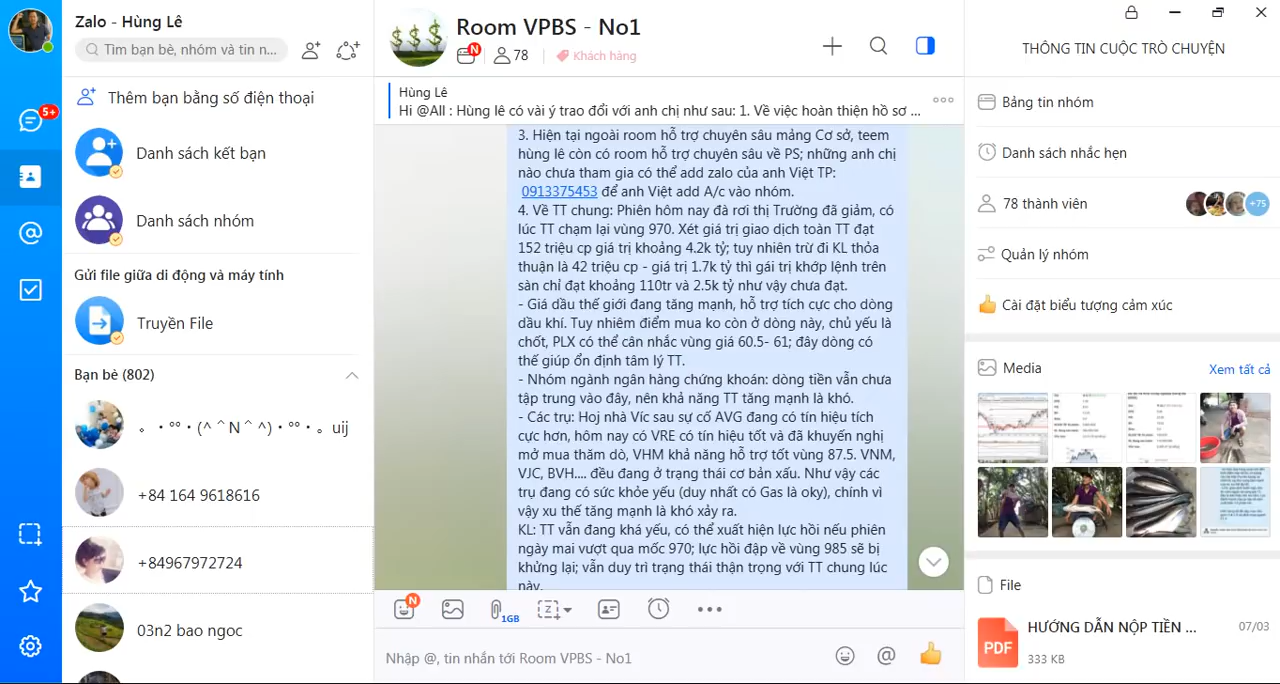 Zalo - Hùng Lê
Tìm bạn bè, nhóm và tin n...
5+
Thêm bạn bằng số điện thoại
Danh sách kết bạn
Danh sách nhóm
Gửi file giữa di động và máy tính
Truyền File
Bạn bè (802)
。・°°・(^＾N＾^)・°°・。uij
+84 164 9618616
+84967972724
03n2 bao ngoc
Room VPBS - No1
N
78
Khách hàng
Hùng Lê
Hi @All : Hùng lê có vài ý trao đổi với anh chị như sau: 1. Về việc hoàn thiện hồ sơ ...
3. Hiện tại ngoài room hỗ trợ chuyên sâu mảng Cơ sở, teem
hùng lê còn có room hỗ trợ chuyên sâu về PS; những anh chị
nào chưa tham gia có thể add zalo của anh Việt TP:
0913375453 để anh Việt add A/c vào nhóm.
4. Về TT chung: Phiên hôm nay đà rơi thị Trường đã giảm, có
lúc TT chạm lại vùng 970. Xét giá trị giao dịch toàn TT đạt
152 triệu cp giá trị khoảng 4.2k tỷ; tuy nhiên trừ đi KL thỏa
thuận là 42 triệu cp - giá trị 1.7k tỷ thì gái trị khớp lệnh trên
sàn chỉ đạt khoảng 110tr và 2.5k tỷ như vậy chưa đạt.
- Giá dầu thế giới đang tăng mạnh, hỗ trợ tích cực cho dòng
dầu khí. Tuy nhiên điểm mua ko còn ở dòng này, chủ yếu là
chốt, PLX có thể cân nhắc vùng giá 60.5- 61; đây dòng có
thế giúp ổn định tâm lý TT.
- Nhóm ngành ngân hàng chứng khoán: dòng tiền vẫn chưa
tập trung vào đây, nên khả năng TT tăng mạnh là khó.
- Các trụ: Hoj nhà Víc sau sự cố AVG đang có tín hiệu tích
cực hơn, hôm nay có VRE có tín hiệu tốt và đã khuyến nghị
mở mua thăm dò, VHM khả năng hỗ trợ tốt vùng 87.5. VNM,
VJC, BVH.... đều đang ở trạng thái cơ bản xấu. Như vậy các
trụ đang có sức khỏe yếu (duy nhất có Gas là oky), chính vì
vậy xu thế tăng mạnh là khó xảy ra.
KL: TT vẫn đang khá yếu, có thể xuất hiện lực hồi nếu phiên
ngày mai vượt qua mốc 970; lực hồi đập về vùng 985 sẽ bị
khửng lại; vẫn duy trì trạng thái thận trọng với TT chung lúc
này.
N
1GB
Nhập @, tin nhắn tới Room VPBS - No1
THÔNG TIN CUỘC TRÒ CHUYỆN
Bảng tin nhóm
Danh sách nhắc hẹn
78 thành viên
+75
Quản lý nhóm
Cài đặt biểu tượng cảm xúc
Media
Xem tất cả
File
PDF
HƯỚNG DẪN NỘP TIỀN ...
07/03
333 KB